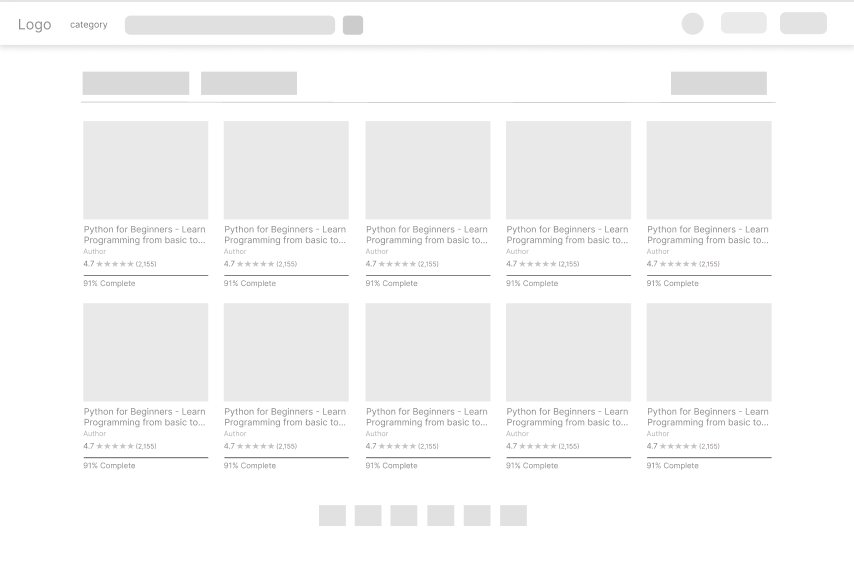 Logo
category
Python for Beginners - Learn
Programming from basic to...
Author
4.7 ★★★★★ (2,155)
91% Complete
Python for Beginners - Learn
Programming from basic to...
Author
4.7 ★★★★★ (2,155)
91% Complete
Python for Beginners - Learn
Programming from basic to...
Author
4.7 ★★★★★ (2,155)
91% Complete
Python for Beginners - Learn
Programming from basic to...
Author
4.7 ★★★★★ (2,155)
91% Complete
Python for Beginners - Learn
Programming from basic to...
Author
4.7 ★★★★★ (2,155)
91% Complete
Python for Beginners - Learn
Programming from basic to...
Author
4.7 ★★★★★ (2,155)
91% Complete
Python for Beginners - Learn
Programming from basic to...
Author
4.7 ★★★★★ (2,155)
91% Complete
Python for Beginners - Learn
Programming from basic to...
Author
4.7 ★★★★★ (2,155)
91% Complete
Python for Beginners - Learn
Programming from basic to...
Author
4.7 ★★★★★ (2,155)
91% Complete
Python for Beginners - Learn
Programming from basic to...
Author
4.7 ★★★★★ (2,155)
91% Complete